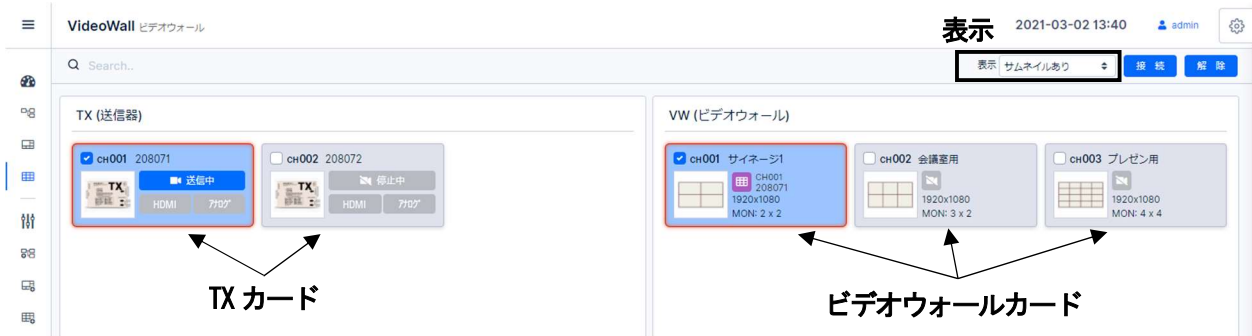 VideoWall ビデオウォール
表示
2021-03-02 13:40
admin
Search..
表示 サムネイルあり
接 続
解 除
TX (送信器)
CH001 208071
TX
送信中
HDMI
ｱﾅﾛｸﾞ
CH002 208072
TX
停止中
HDMI
ｱﾅﾛｸﾞ
VW (ビデオウォール)
CH001 サイネージ1
CH001
208071
1920x1080
MON: 2 x 2
CH002 会議室用
1920x1080
MON: 3 x 2
CH003 プレゼン用
1920x1080
MON: 4 x 4
TX カード
ビデオウォールカード